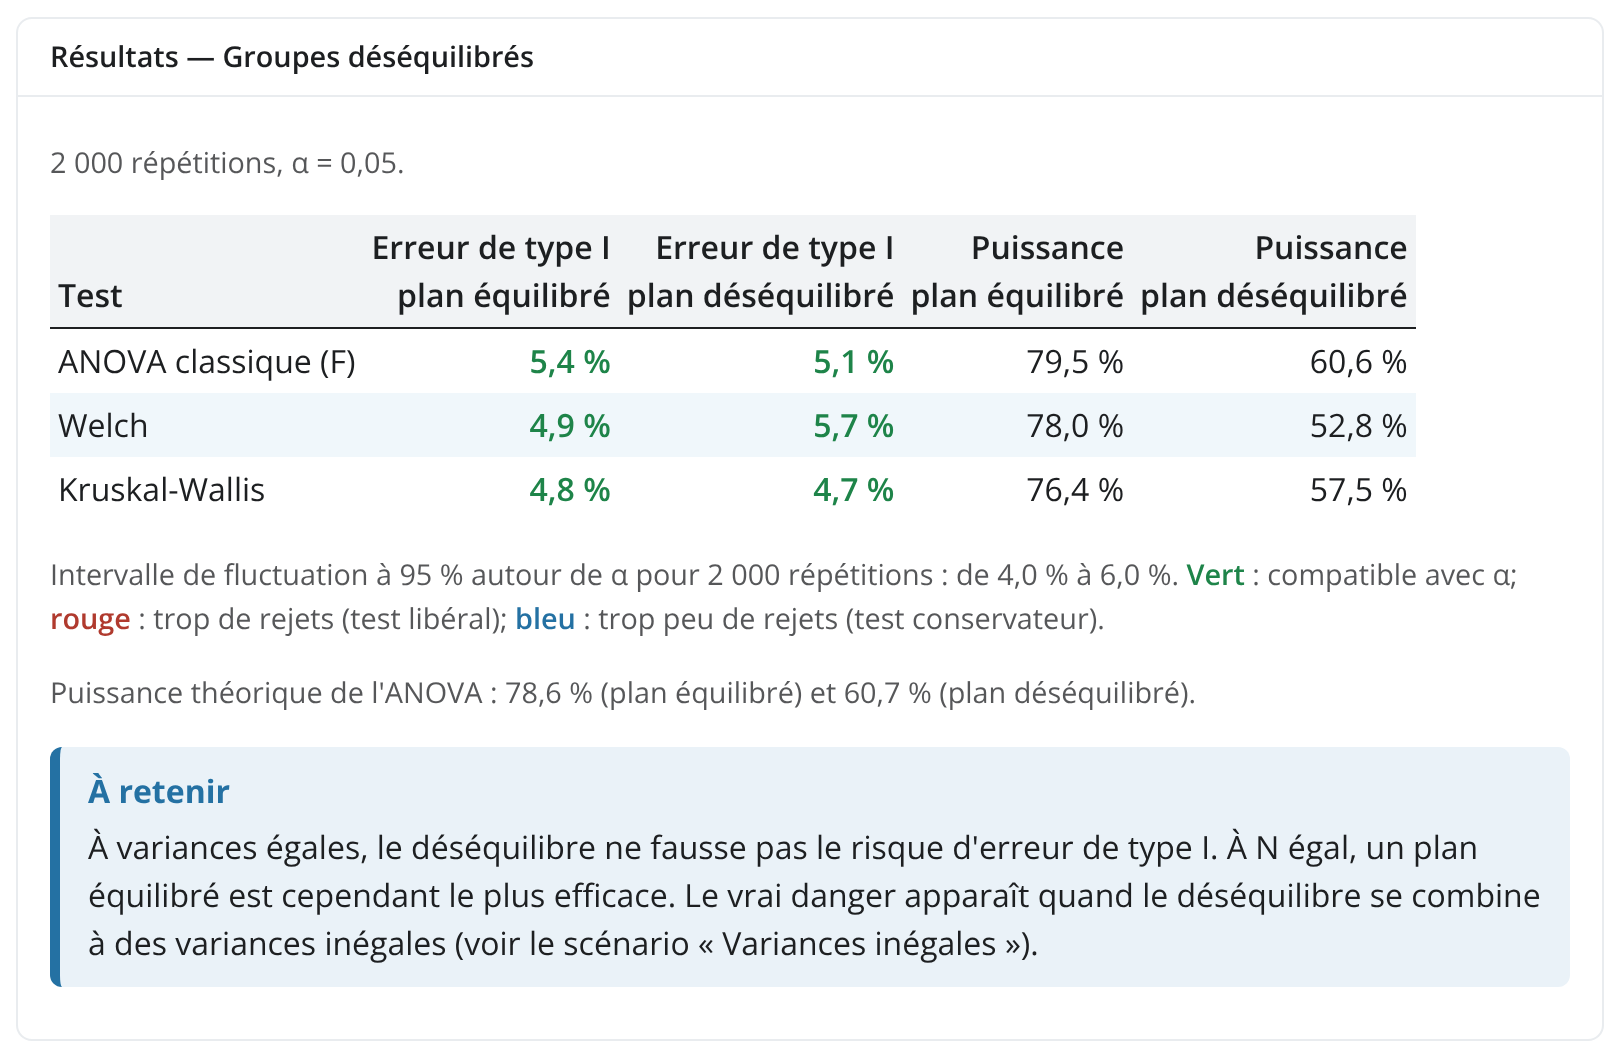 Résultats — Groupes déséquilibrés
2 000 répétitions, α = 0,05.
Erreur de type I Erreur de type I Puissance Puissance
Test plan équilibré plan déséquilibré plan équilibré plan déséquilibré
ANOVA classique (F) 5,4 % 5,1 % 79,5 % 60,6 %
Welch 4,9 % 5,7 % 78,0 % 52,8 %
Kruskal-Wallis 4,8 % 4,7 % 76,4 % 57,5 %
Intervalle de fluctuation à 95 % autour de α pour 2 000 répétitions : de 4,0 % à 6,0 %. Vert : compatible avec α;
rouge : trop de rejets (test libéral); bleu : trop peu de rejets (test conservateur).
Puissance théorique de l'ANOVA : 78,6 % (plan équilibré) et 60,7 % (plan déséquilibré).
À retenir
À variances égales, le déséquilibre ne fausse pas le risque d'erreur de type I. À N égal, un plan
équilibré est cependant le plus efficace. Le vrai danger apparaît quand le déséquilibre se combine
à des variances inégales (voir le scénario « Variances inégales »).